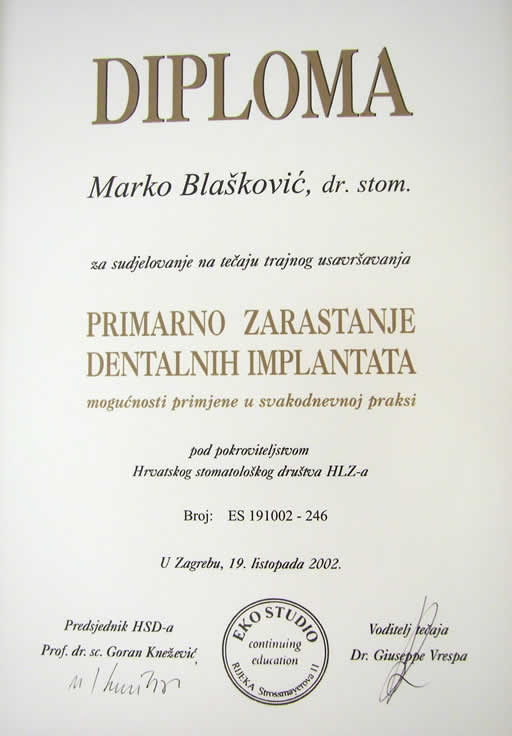 DIPLOMA
Marko Blašković, dr. stom.
za sudjelovanje na tečaju trajnog usavršavanja
PRIMARNO ZARASTANJE
DENTALNIH IMPLANTATA
mogućnosti primjene u svakodnevnoj praksi
pod pokroviteljstvom
Hrvatskog stomatološkog društva HLZ-a
Broj: ES 191002 - 246
U Zagrebu, 19. listopada 2002.
Predsjednik HSD-a
Prof. dr. sc. Goran Knežević
EKO STUDIO
continuing
education
RIJEKA Strossmayerova 11
Voditelj tečaja
Dr. Giuseppe Vrespa